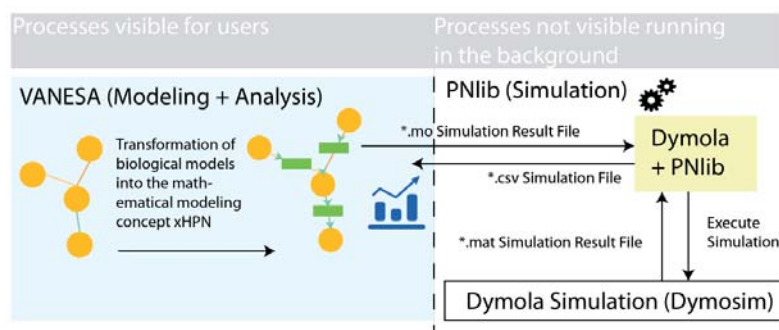 Processes visible for users
Processes not visible running
in the background
VANESA (Modeling + Analysis)
Transformation of
biological models
into the math-
ematical modeling
concept xHPN
PNlib (Simulation)
*.mo Simulation Result File
*.csv Simulation File
Dymola
+ PNlib
*.mat Simulation Result File
Execute
Simulation
Dymola Simulation (Dymosim)